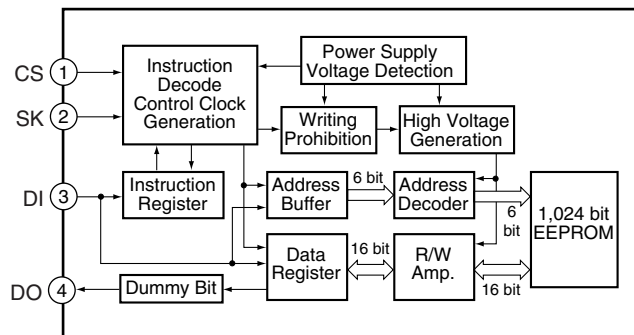 CS
1
Instruction
Decode
Control Clock
Generation
Power Supply
Voltage Detection
SK
2
Writing
Prohibition
High Voltage
Generation
DI
3
Instruction
Register
Address
Buffer
6 bit
Address
Decoder
6
bit
1,024 bit
EEPROM
Data
Register
16 bit
R/W
Amp.
16 bit
DO
4
Dummy Bit